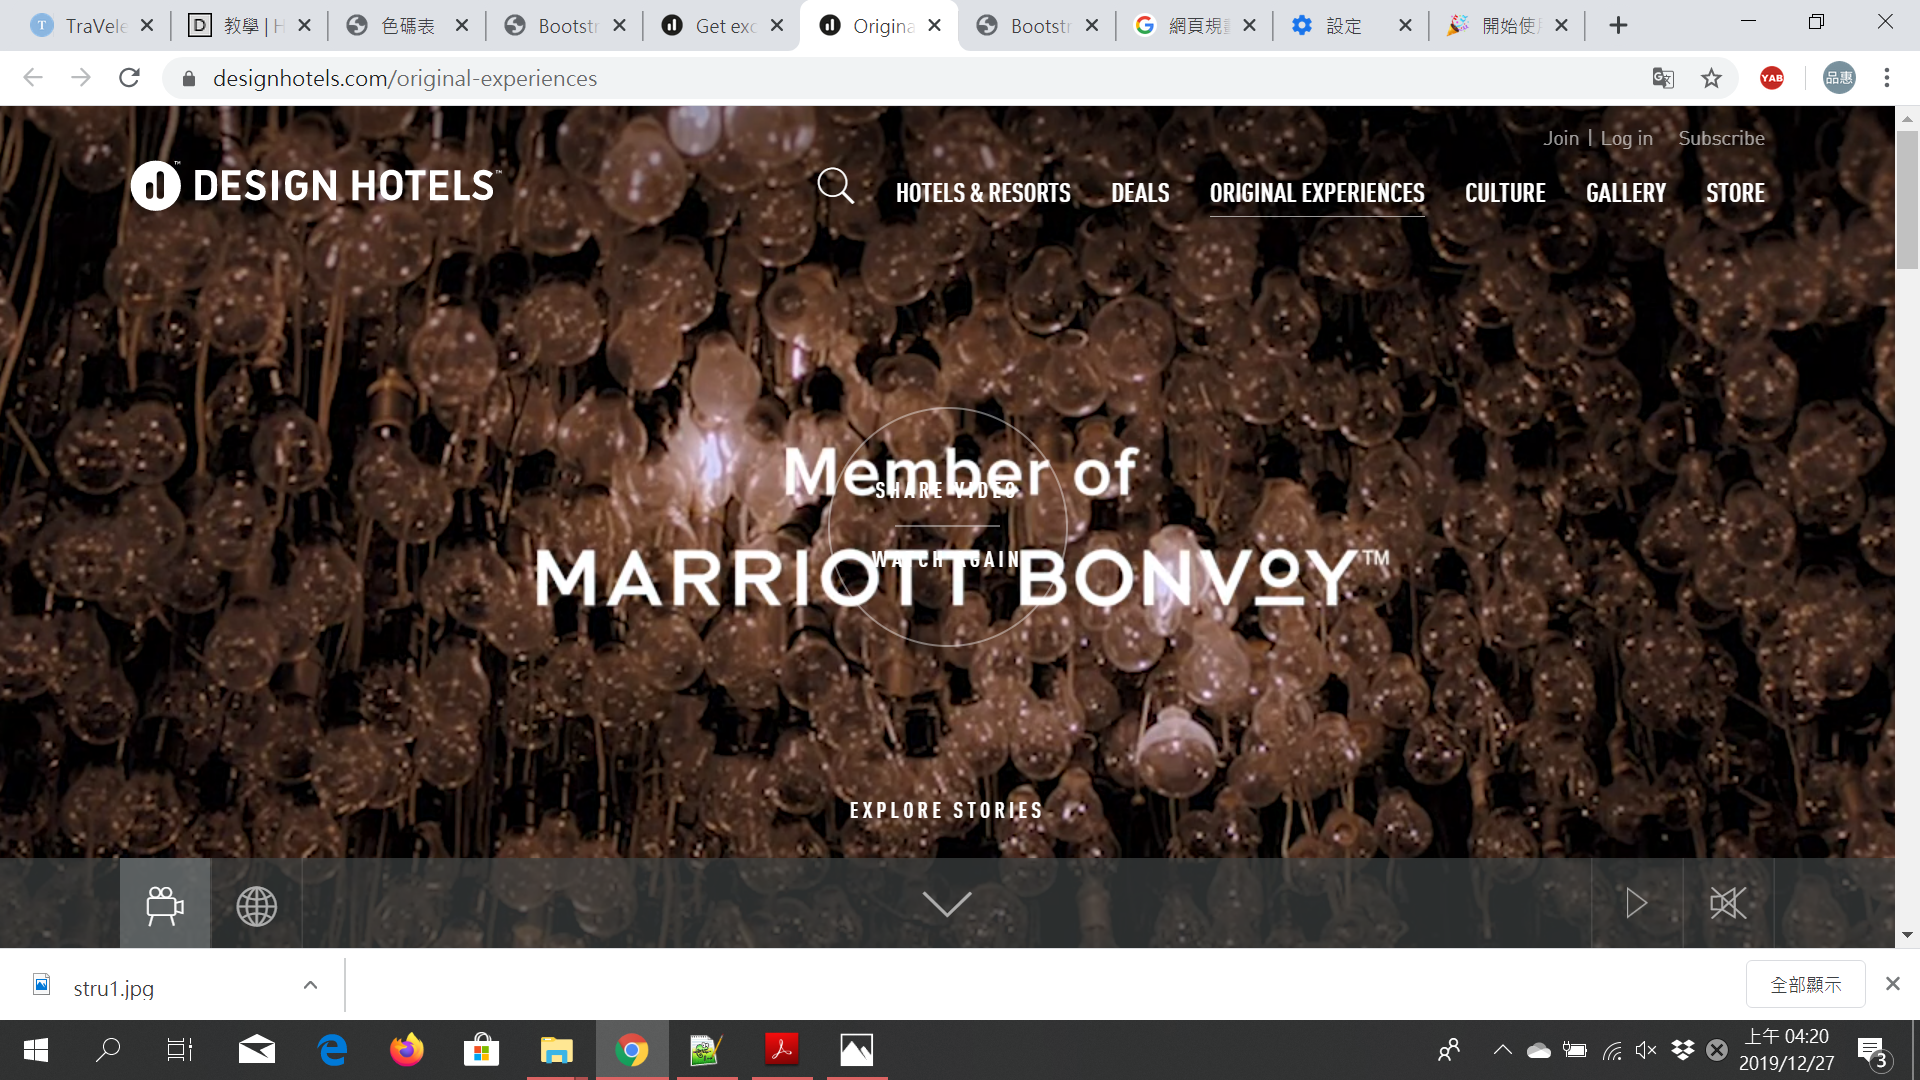 TraVele
教學 | H
色碼表
Bootstr
Get exc
Origina
Bootstr
網頁規
設定
開始使
designhotels.com/original-experiences
YAB
品惠
Join | Log in Subscribe
DESIGN HOTELS™
HOTELS & RESORTS DEALS ORIGINAL EXPERIENCES CULTURE GALLERY STORE
Member of
SHARE VIDEO
WATCH AGAIN
MARRIOTT BONVOY™
EXPLORE STORIES
stru1.jpg
全部顯示
上午 04:20
2019/12/27
3